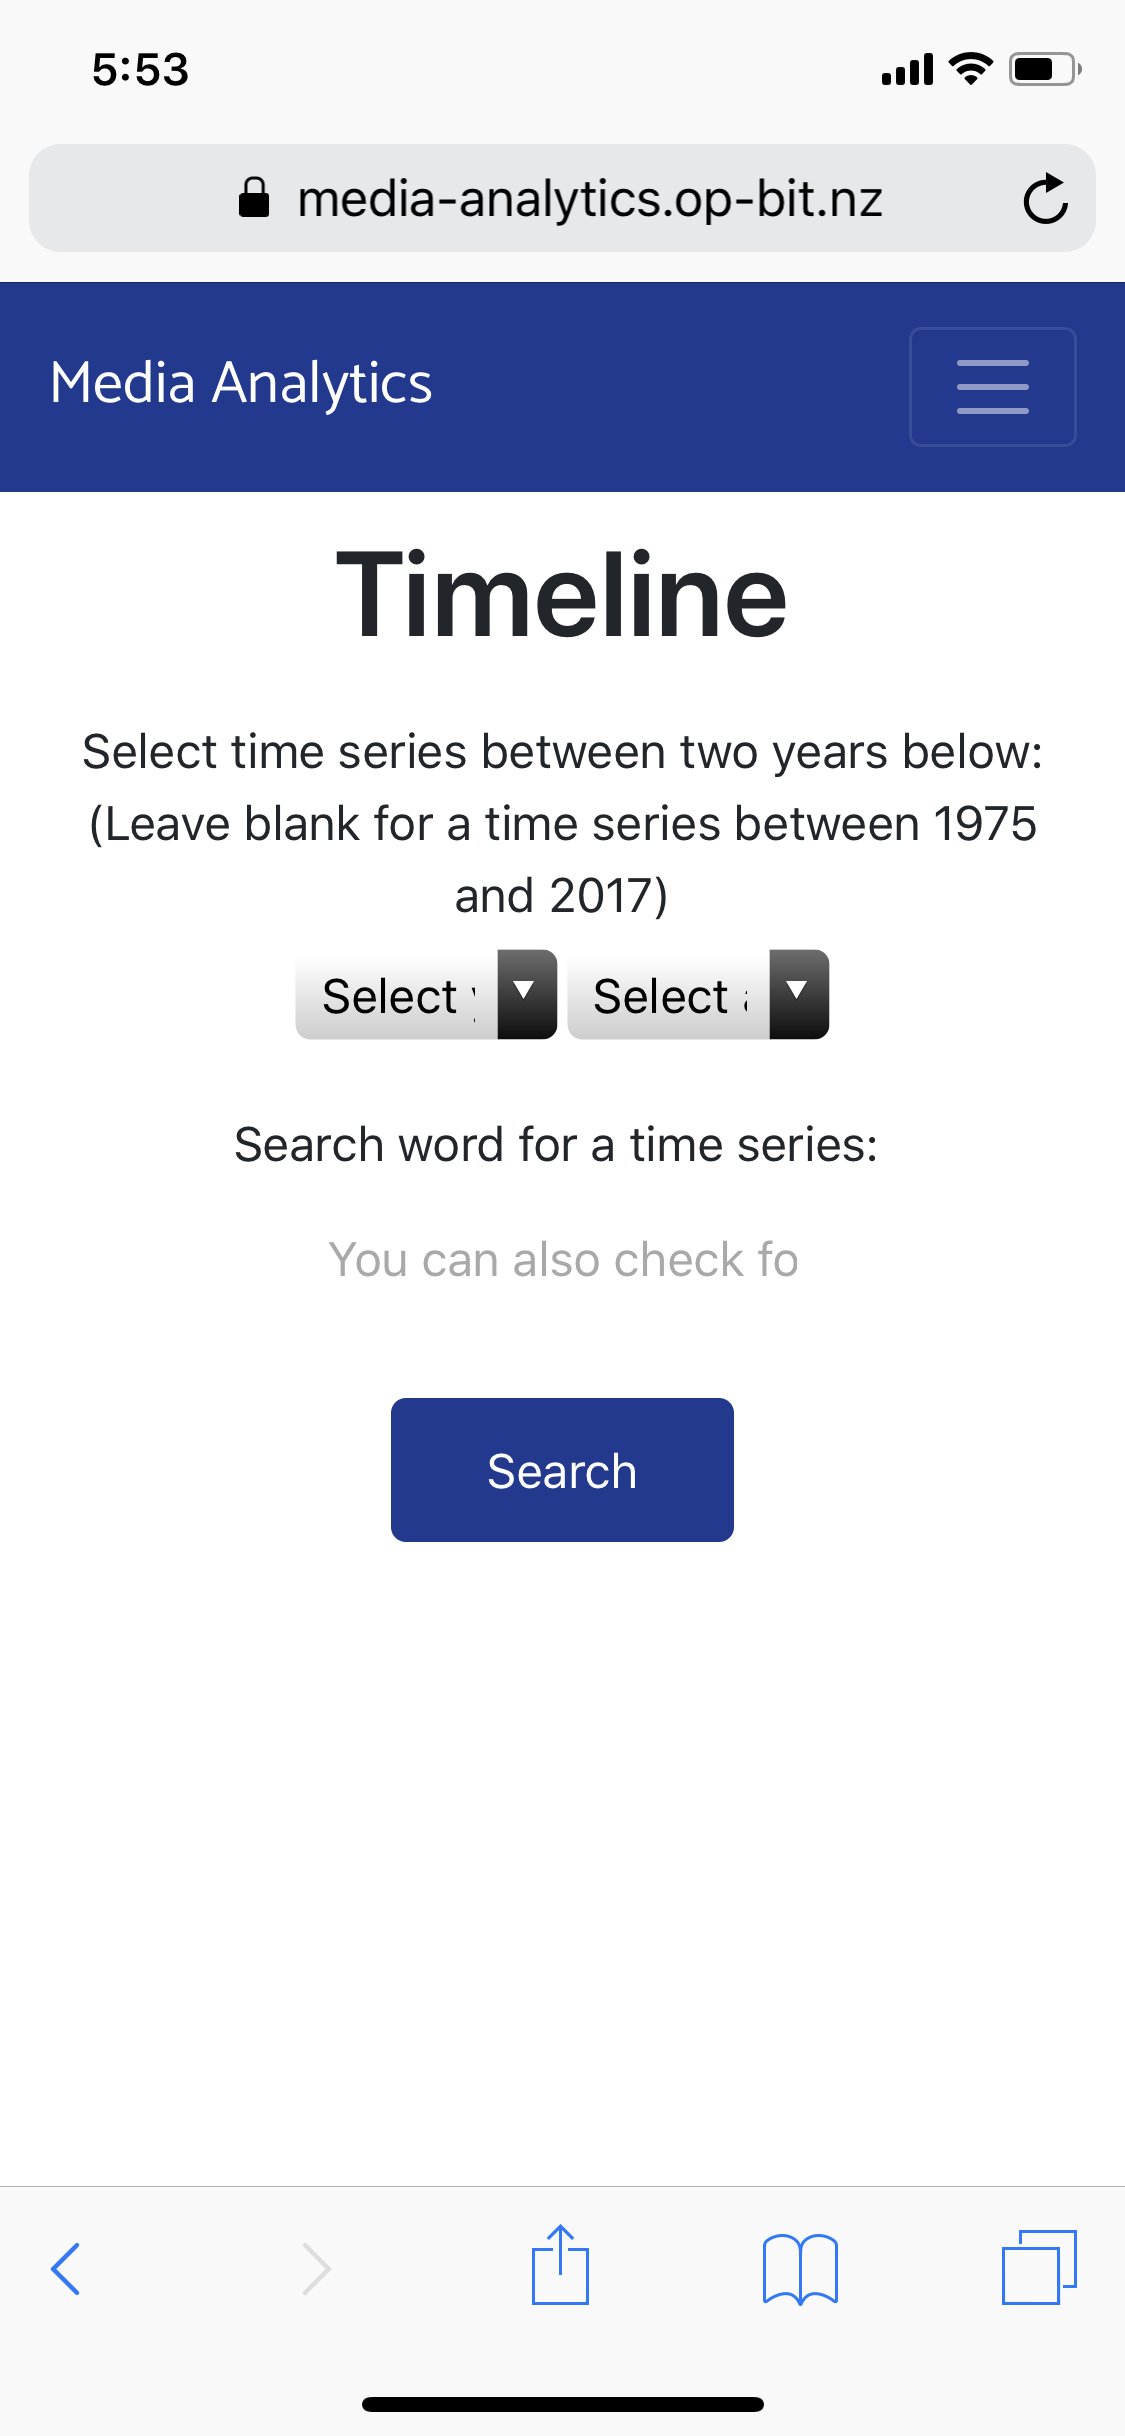 5:53
media-analytics.op-bit.nz
Media Analytics
Timeline
Select time series between two years below:
(Leave blank for a time series between 1975
and 2017)
Select Select
Search word for a time series:
You can also check fo
Search